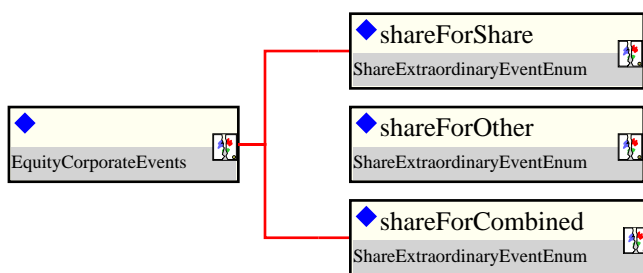 shareForShare
ShareExtraordinaryEventEnum
EquityCorporateEvents
shareForOther
ShareExtraordinaryEventEnum
shareForCombined
ShareExtraordinaryEventEnum